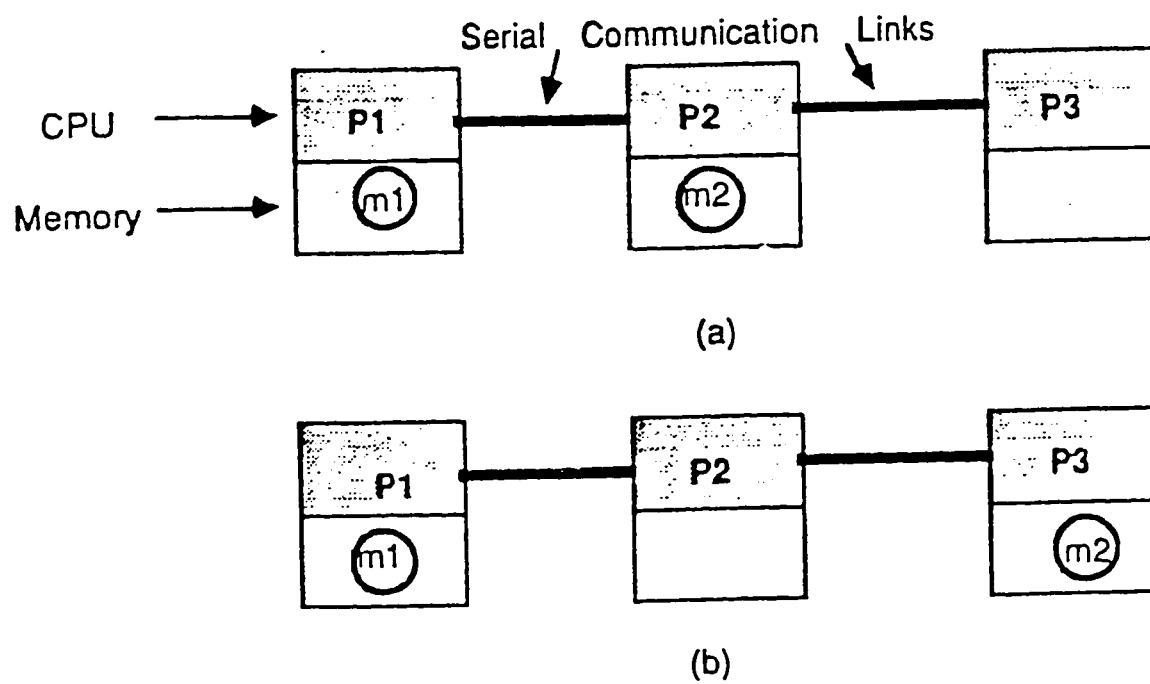 Serial Communication Links
CPU
P1
P2
P3
Memory
m1
m2
(a)
P1
P2
P3
m1
m2
(b)